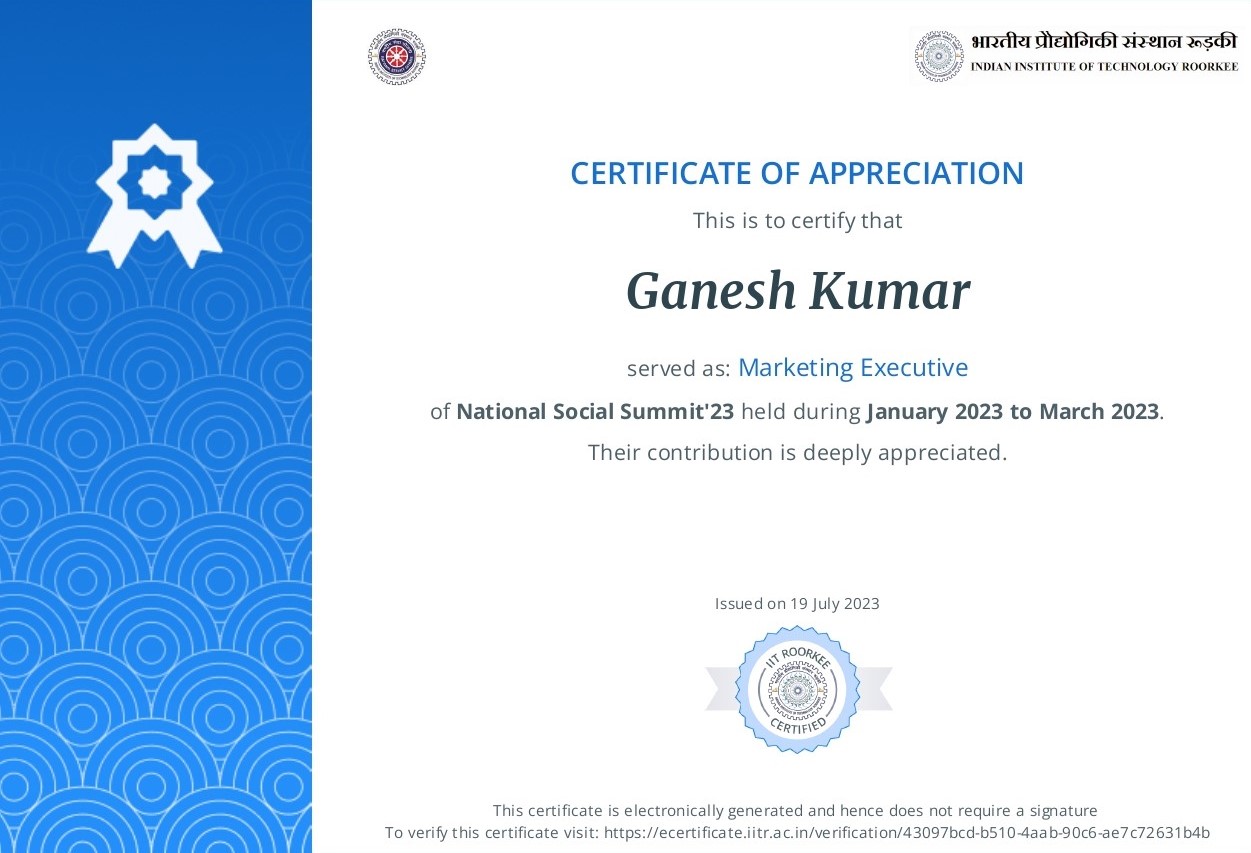 भारतीय प्रौद्योगिकी संस्थान रूड़की
INDIAN INSTITUTE OF TECHNOLOGY ROORKEE
CERTIFICATE OF APPRECIATION
This is to certify that
Ganesh Kumar
served as: Marketing Executive
of National Social Summit'23 held during January 2023 to March 2023.
Their contribution is deeply appreciated.
Issued on 19 July 2023
IIT ROORKEE
CERTIFIED
This certificate is electronically generated and hence does not require a signature
To verify this certificate visit: https://ecertificate.iitr.ac.in/verification/43097bcd-b510-4aab-90c6-ae7c72631b4b